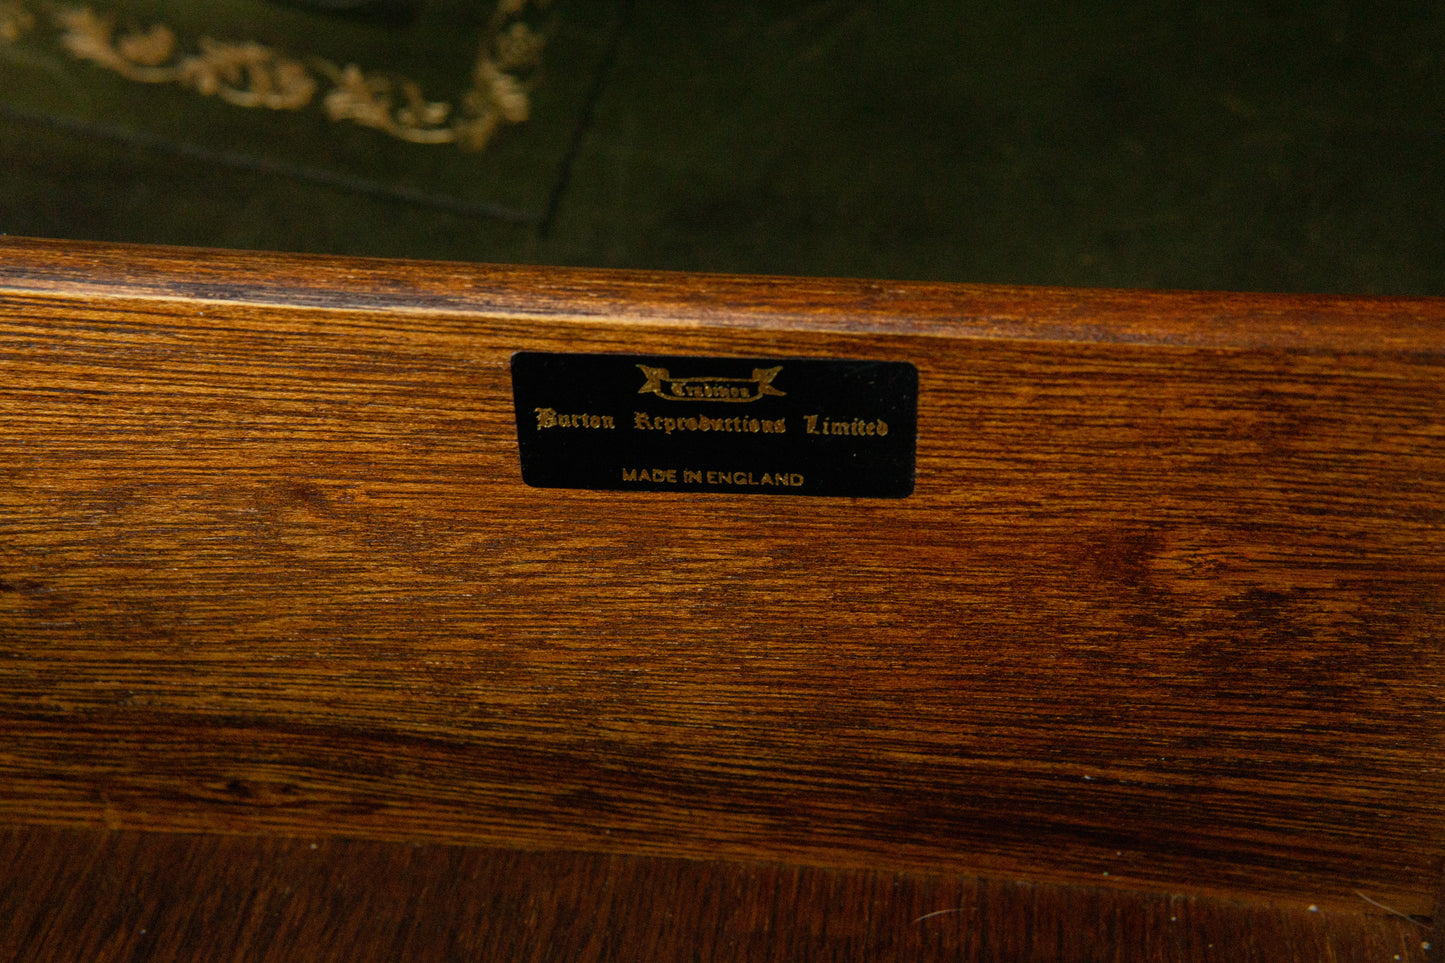 Tradition
Burton Reproductions Limited
MADE IN ENGLAND